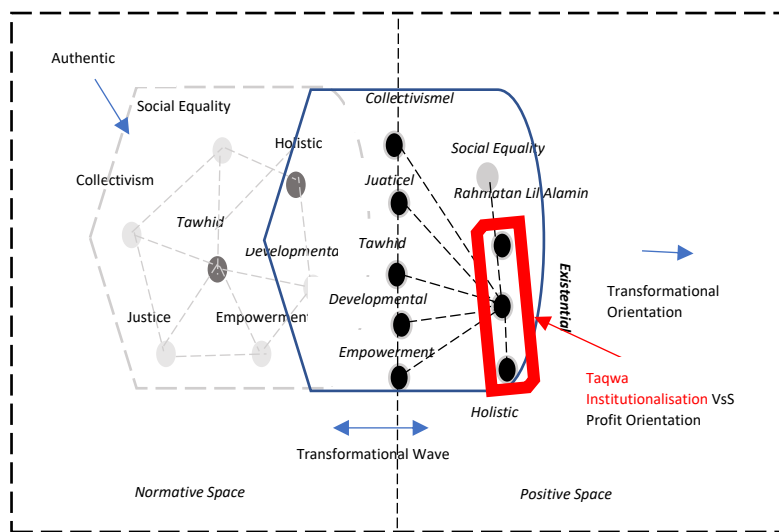 Authentic
Social Equality
Collectivism
Tawhid
Justice
Holistic
Developmenta
Empowerment
Collectivismel
Juaticel
Tawhid
Developmental
Empowerment
Social Equality
Rahmatan Lil Alamin
Existential
Holistic
Transformational
Orientation
Taqwa
Institutionalisation VsS
Profit Orientation
Transformational Wave
Normative Space
Positive Space